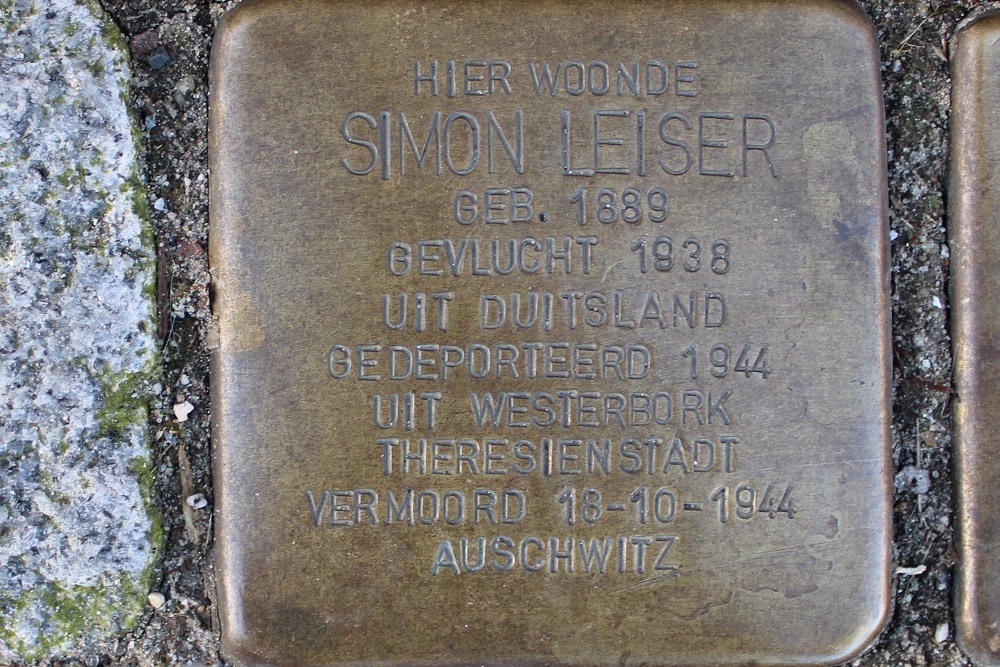 HIER WOONDE
SIMON LEISER
GEB. 1889
GEVLUCHT 1938
UIT DUITSLAND
GEDEPORTEERD 1944
UIT WESTERBORK
THERESIENSTADT
VERMOORD 18-10-1944
AUSCHWITZ